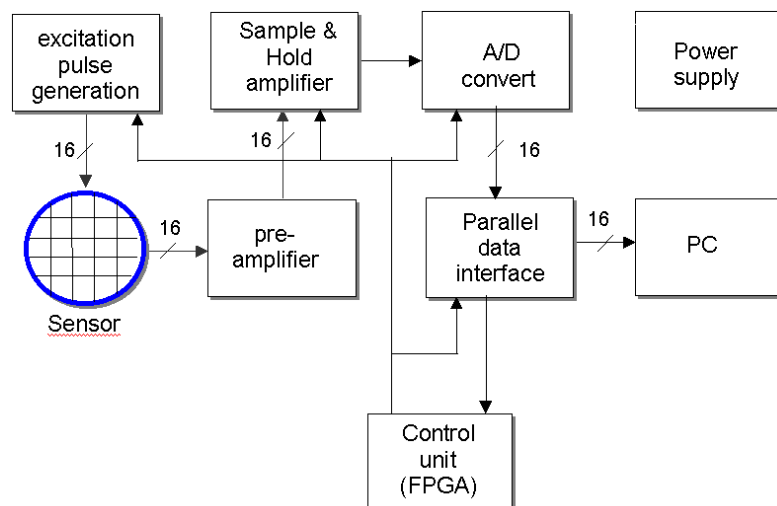 excitation
pulse
generation
Sample &
Hold
amplifier
A/D
convert
Power
supply
16
16
16
Sensor
16
pre-
amplifier
Parallel
data
interface
16
PC
Control
unit
(FPGA)